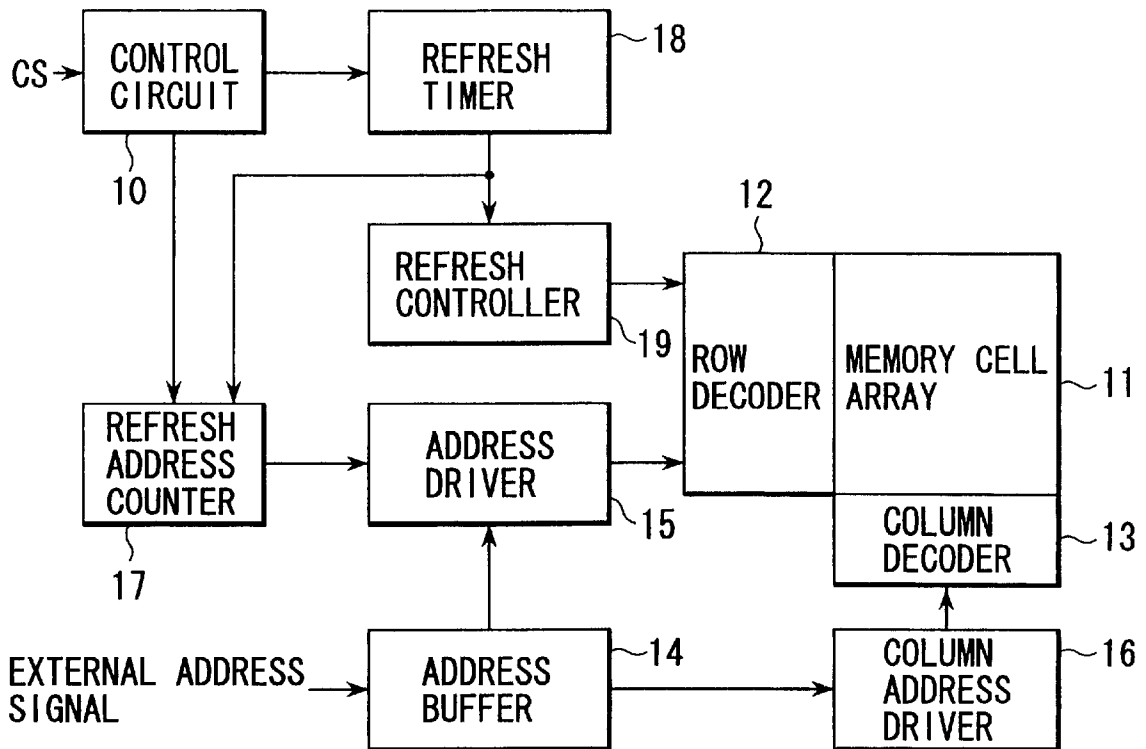 CS
CONTROL
CIRCUIT
10
REFRESH
TIMER
18
REFRESH
CONTROLLER
19
12
ROW
DECODER
MEMORY CELL
ARRAY
11
REFRESH
ADDRESS
COUNTER
17
ADDRESS
DRIVER
15
COLUMN
DECODER
13
EXTERNAL ADDRESS
SIGNAL
ADDRESS
BUFFER
14
COLUMN
ADDRESS
DRIVER
16